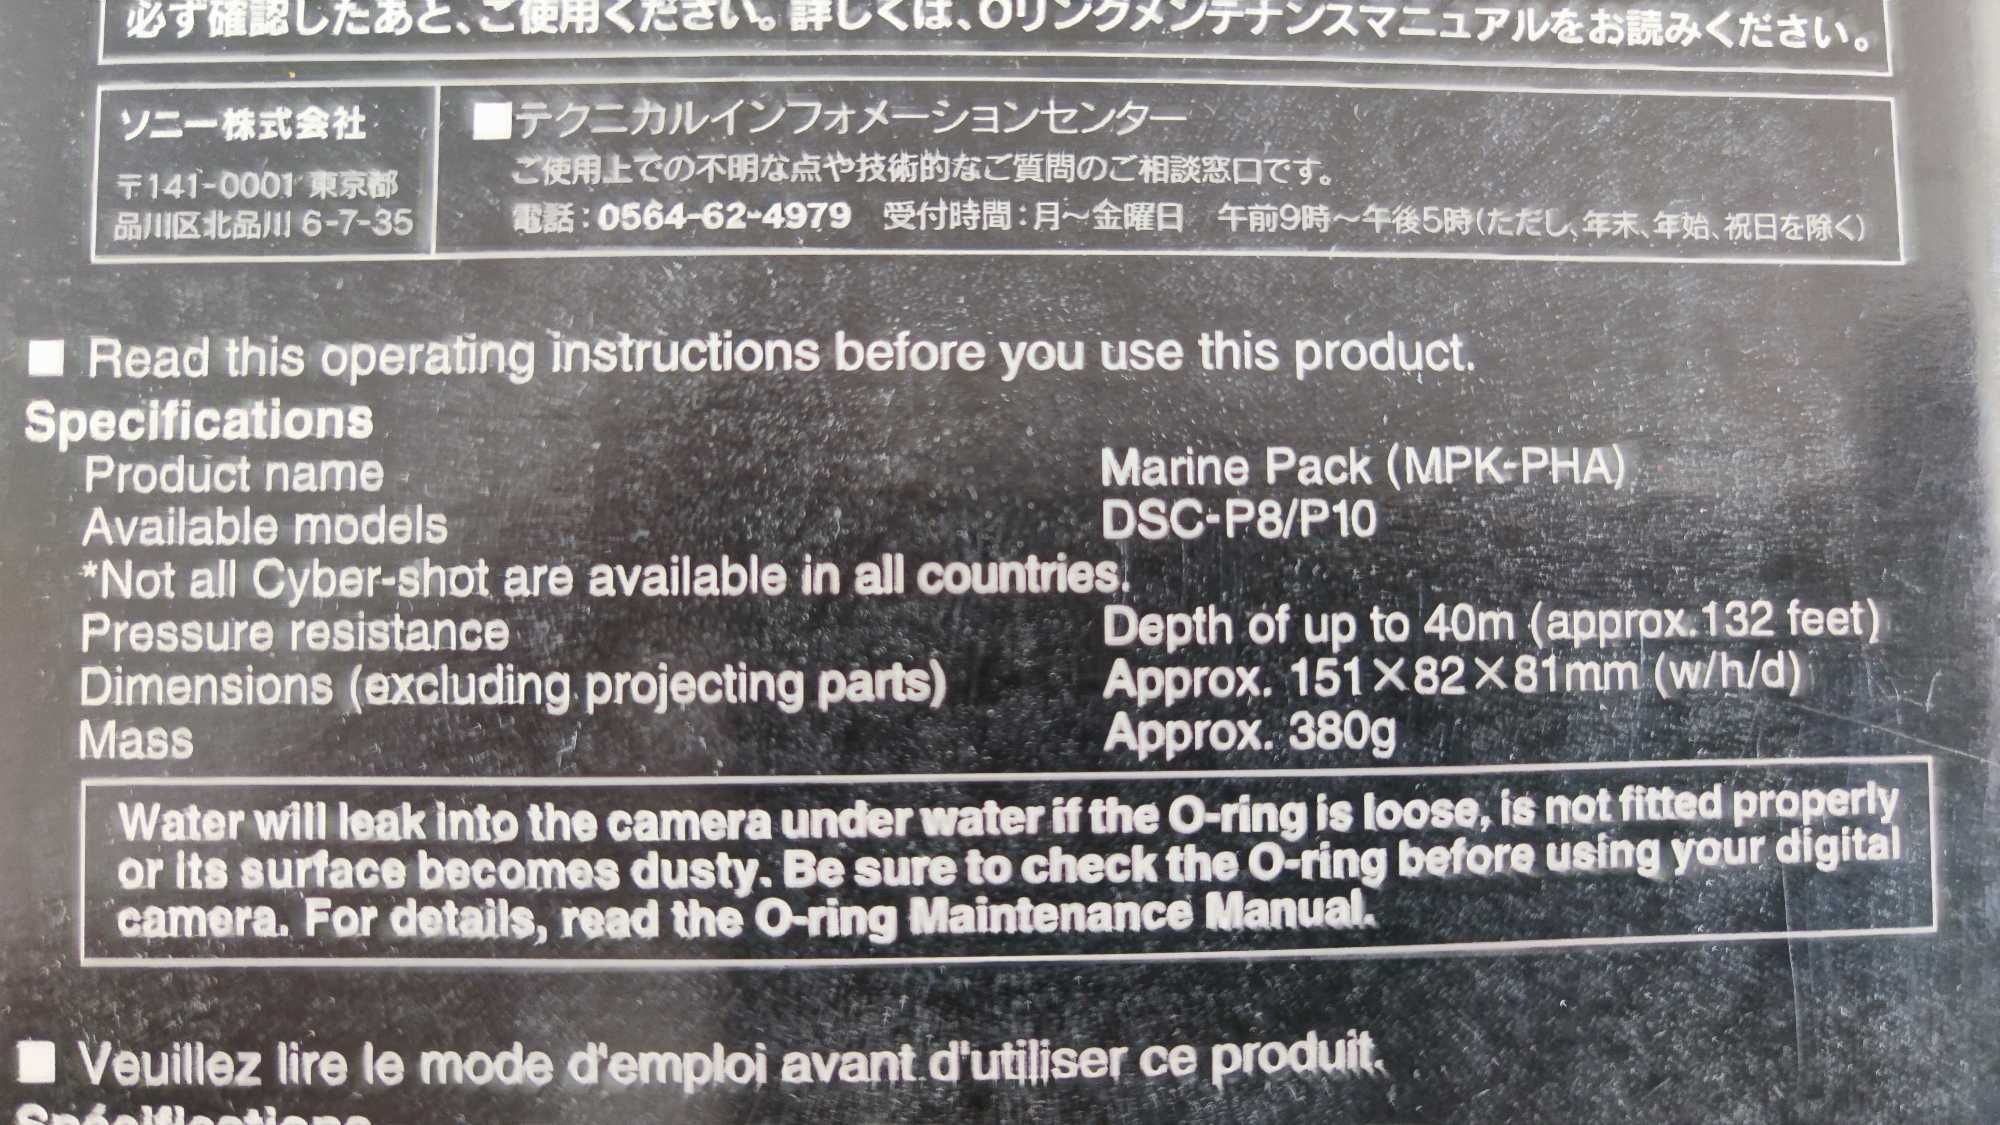 必ず確認したあと、ご使用ください。詳しくは、Oリングメンテナンスマニュアルをお読みください。
ソニー株式会社
〒141-0001 東京都
品川区北品川 6-7-35
■テクニカルインフォメーションセンター
ご使用上での不明な点や技術的なご質問のご相談窓口です。
電話：0564-62-4979 受付時間：月～金曜日 午前9時～午後5時(ただし、年末、年始、祝日を除く)
■ Read this operating instructions before you use this product.
Specifications
Product name Marine Pack (MPK-PHA)
Available models DSC-P8/P10
*Not all Cyber-shot are available in all countries.
Pressure resistance Depth of up to 40m (approx.132 feet)
Dimensions (excluding projecting parts) Approx. 151×82×81mm (w/h/d)
Mass Approx. 380g
Water will leak into the camera under water if the O-ring is loose, is not fitted properly
or its surface becomes dusty. Be sure to check the O-ring before using your digital
camera. For details, read the O-ring Maintenance Manual.
■ Veuillez lire le mode d'emploi avant d'utiliser ce produit.
Spécifications